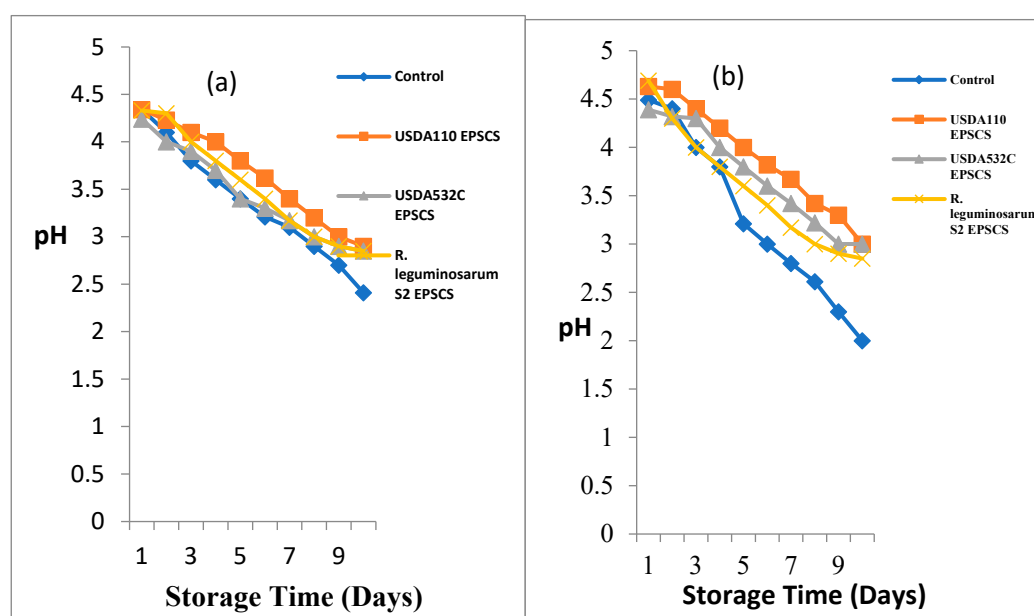 (a)
5
4.5
4
3.5
3
2.5
2
1.5
1
0.5
0
pH
1 3 5 7 9
Storage Time (Days)
Control
USDA110 EPSCS
USDA532C
EPSCS
R.
leguminosarum
S2 EPSCS
(b)
5
4.5
4
3.5
3
2.5
2
1.5
1
0.5
0
pH
1 3 5 7 9
Storage Time (Days)
Control
USDA110
EPSCS
USDA532C
EPSCS
R.
leguminosarum
S2 EPSCS